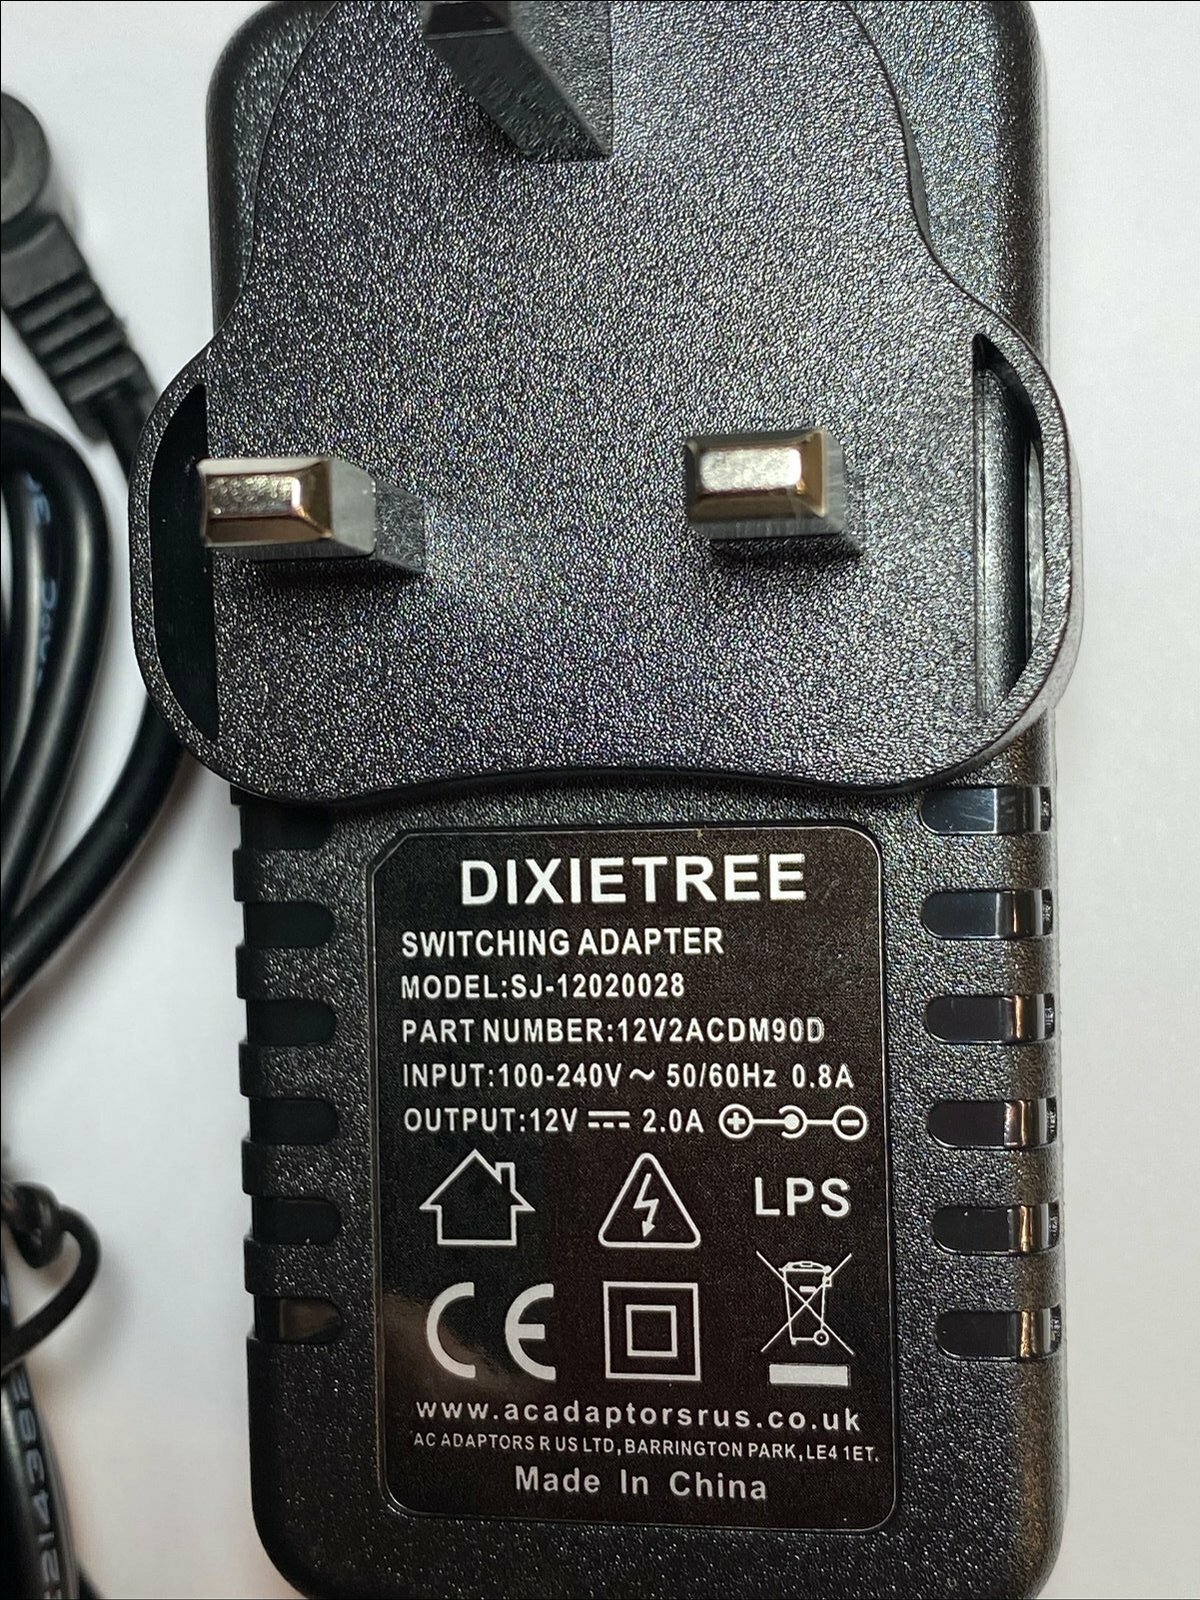 DIXIETREE
SWITCHING ADAPTER
MODEL:SJ-12020028
PART NUMBER:12V2ACDM90D
INPUT:100-240V ~ 50/60Hz 0.8A
OUTPUT:12V ⎓ 2.0A
LPS
CE
www.acadaptorsrus.co.uk
AC ADAPTORS R US LTD, BARRINGTON PARK, LE4 1ET.
Made In China